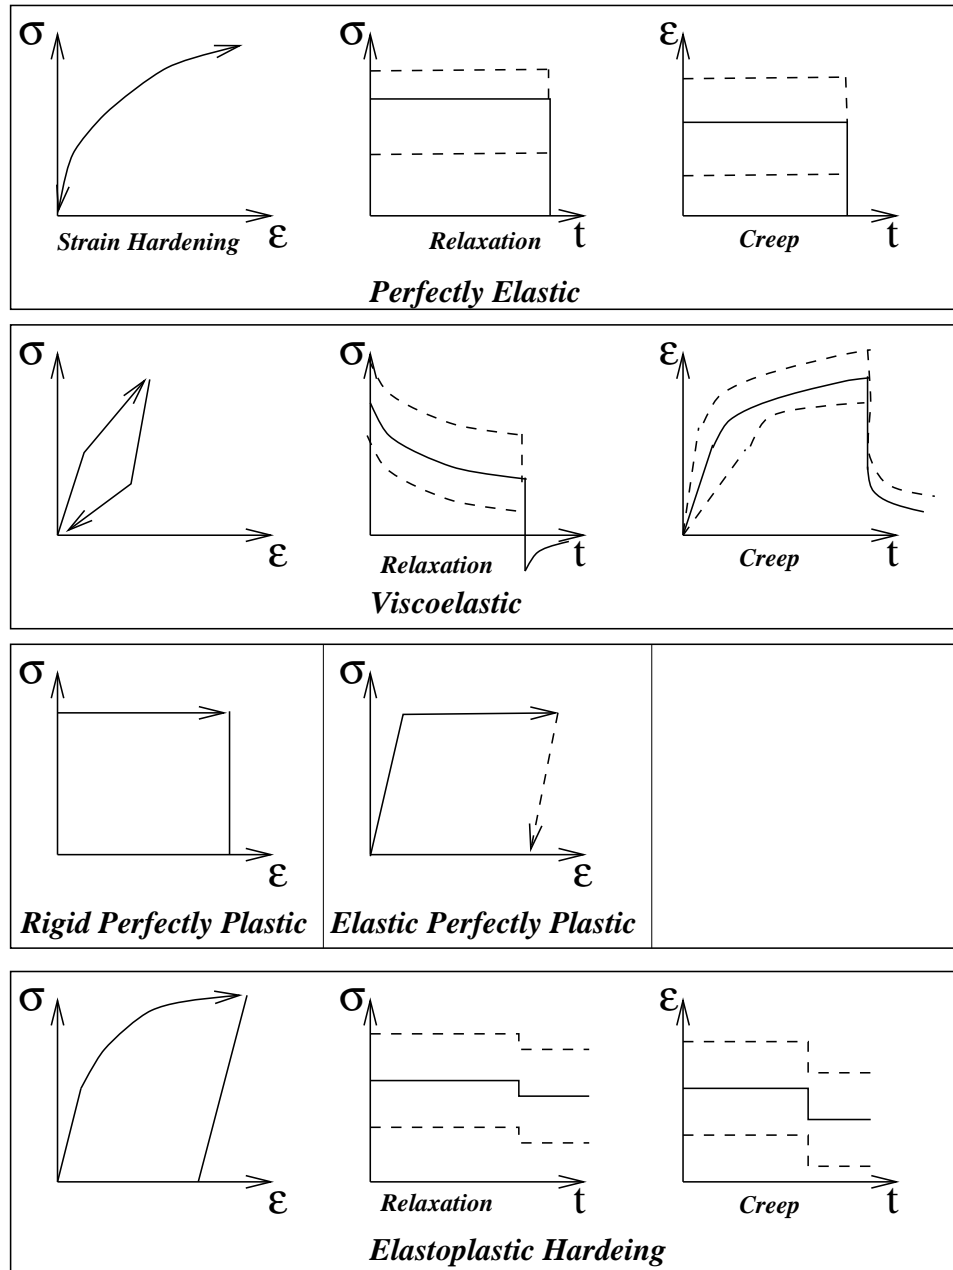 σ σ ε
ε t t
Strain Hardening Relaxation Creep
Perfectly Elastic
σ σ ε
ε t t
Relaxation Creep
Viscoelastic
σ σ
ε ε
Rigid Perfectly Plastic Elastic Perfectly Plastic
σ σ ε
ε t t
Relaxation Creep
Elastoplastic Hardeing